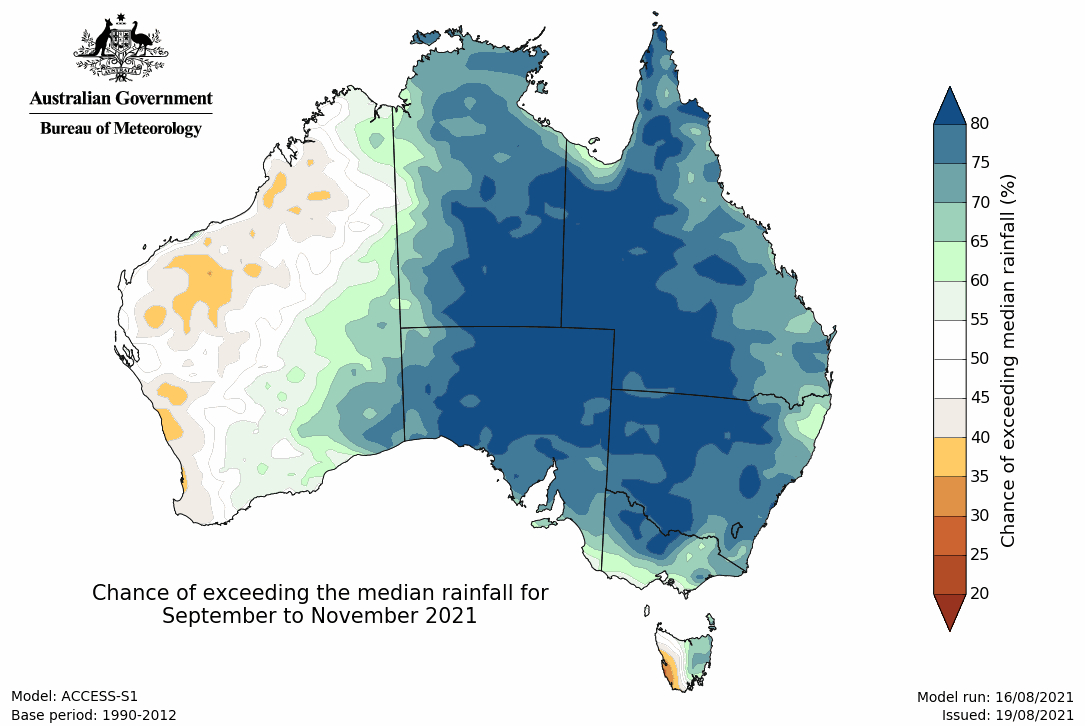 AUSTRALIA
Australian Government
Bureau of Meteorology
80
75
70
65
60
55
50
45
40
35
30
25
20
Chance of exceeding median rainfall (%)
Chance of exceeding the median rainfall for
September to November 2021
Model: ACCESS-S1
Base period: 1990-2012
Model run: 16/08/2021
Issued: 19/08/2021